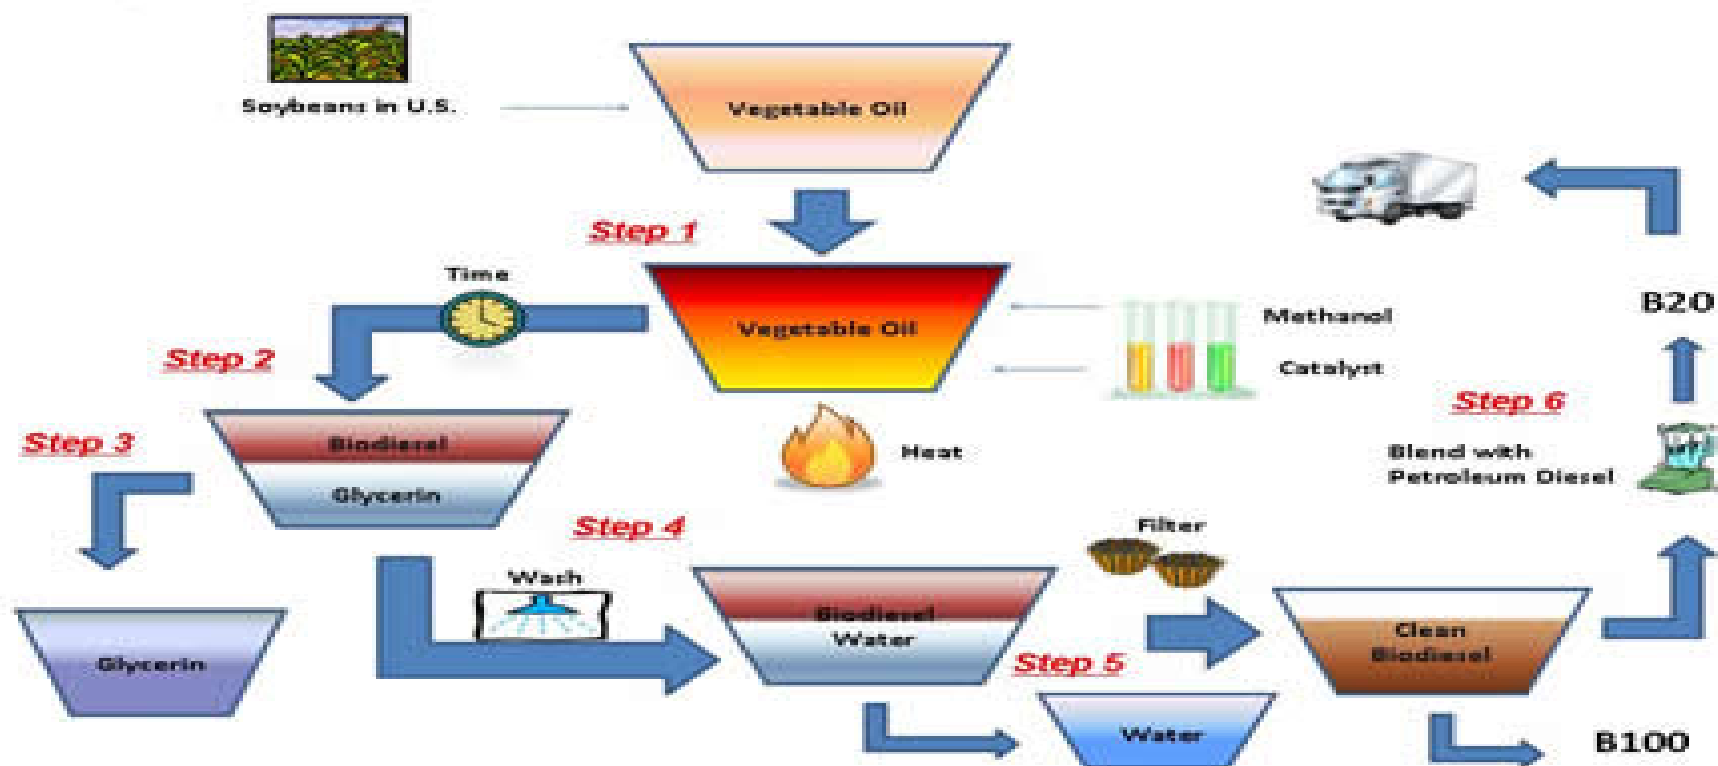 Soybeans in U.S.
Vegetable Oil
Step 1
Time
Vegetable Oil
Methanol
Catalyst
Heat
Step 2
Biodiesel
Glycerin
Step 3
Glycerin
Step 4
Wash
Biodiesel
Water
Step 5
Water
Filter
Clean
Biodiesel
B100
Step 6
Blend with
Petroleum Diesel
B20